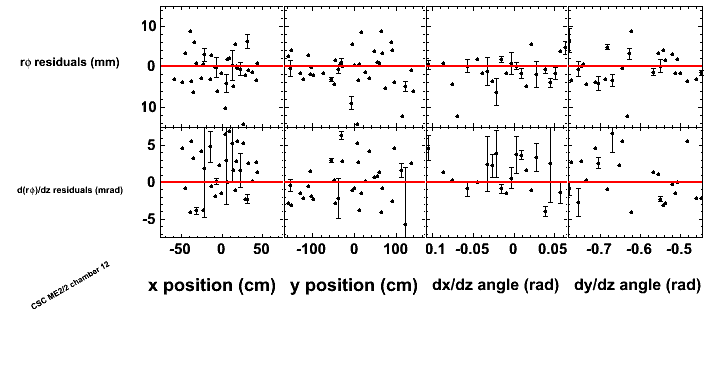 10
rϕ residuals (mm)
0
10
5
d(rϕ)/dz residuals (mrad)
0
-5
-50 0 50 -100 0 100 0.1 -0.05 0 0.05 -0.7 -0.6 -0.5
x position (cm) y position (cm) dx/dz angle (rad) dy/dz angle (rad)
CSC ME2/2 chamber 12